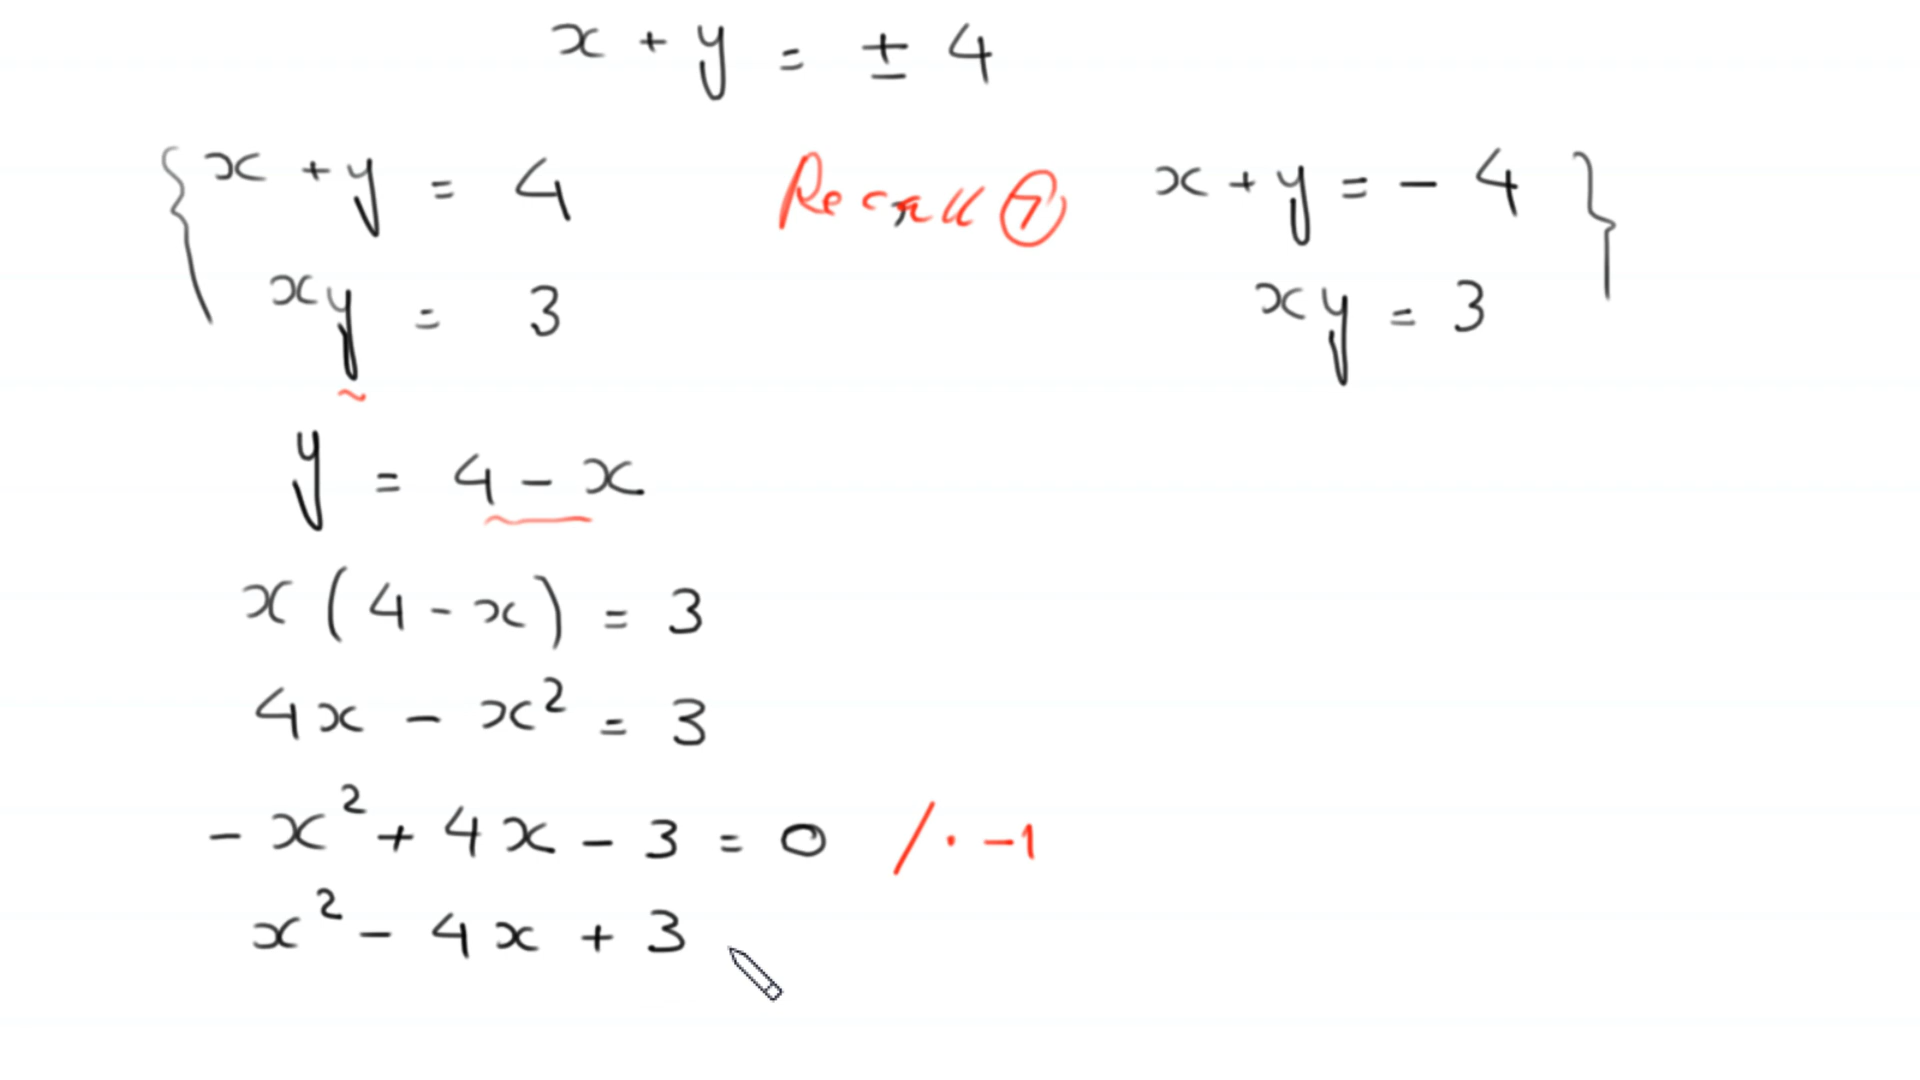 x + y = ± 4
x + y = 4 Recall ⑦ x + y = - 4
xy = 3 xy = 3
y = 4 - x
x(4 - x) = 3
4x - x² = 3
- x² + 4x - 3 = 0 / · -1
x² - 4x + 3